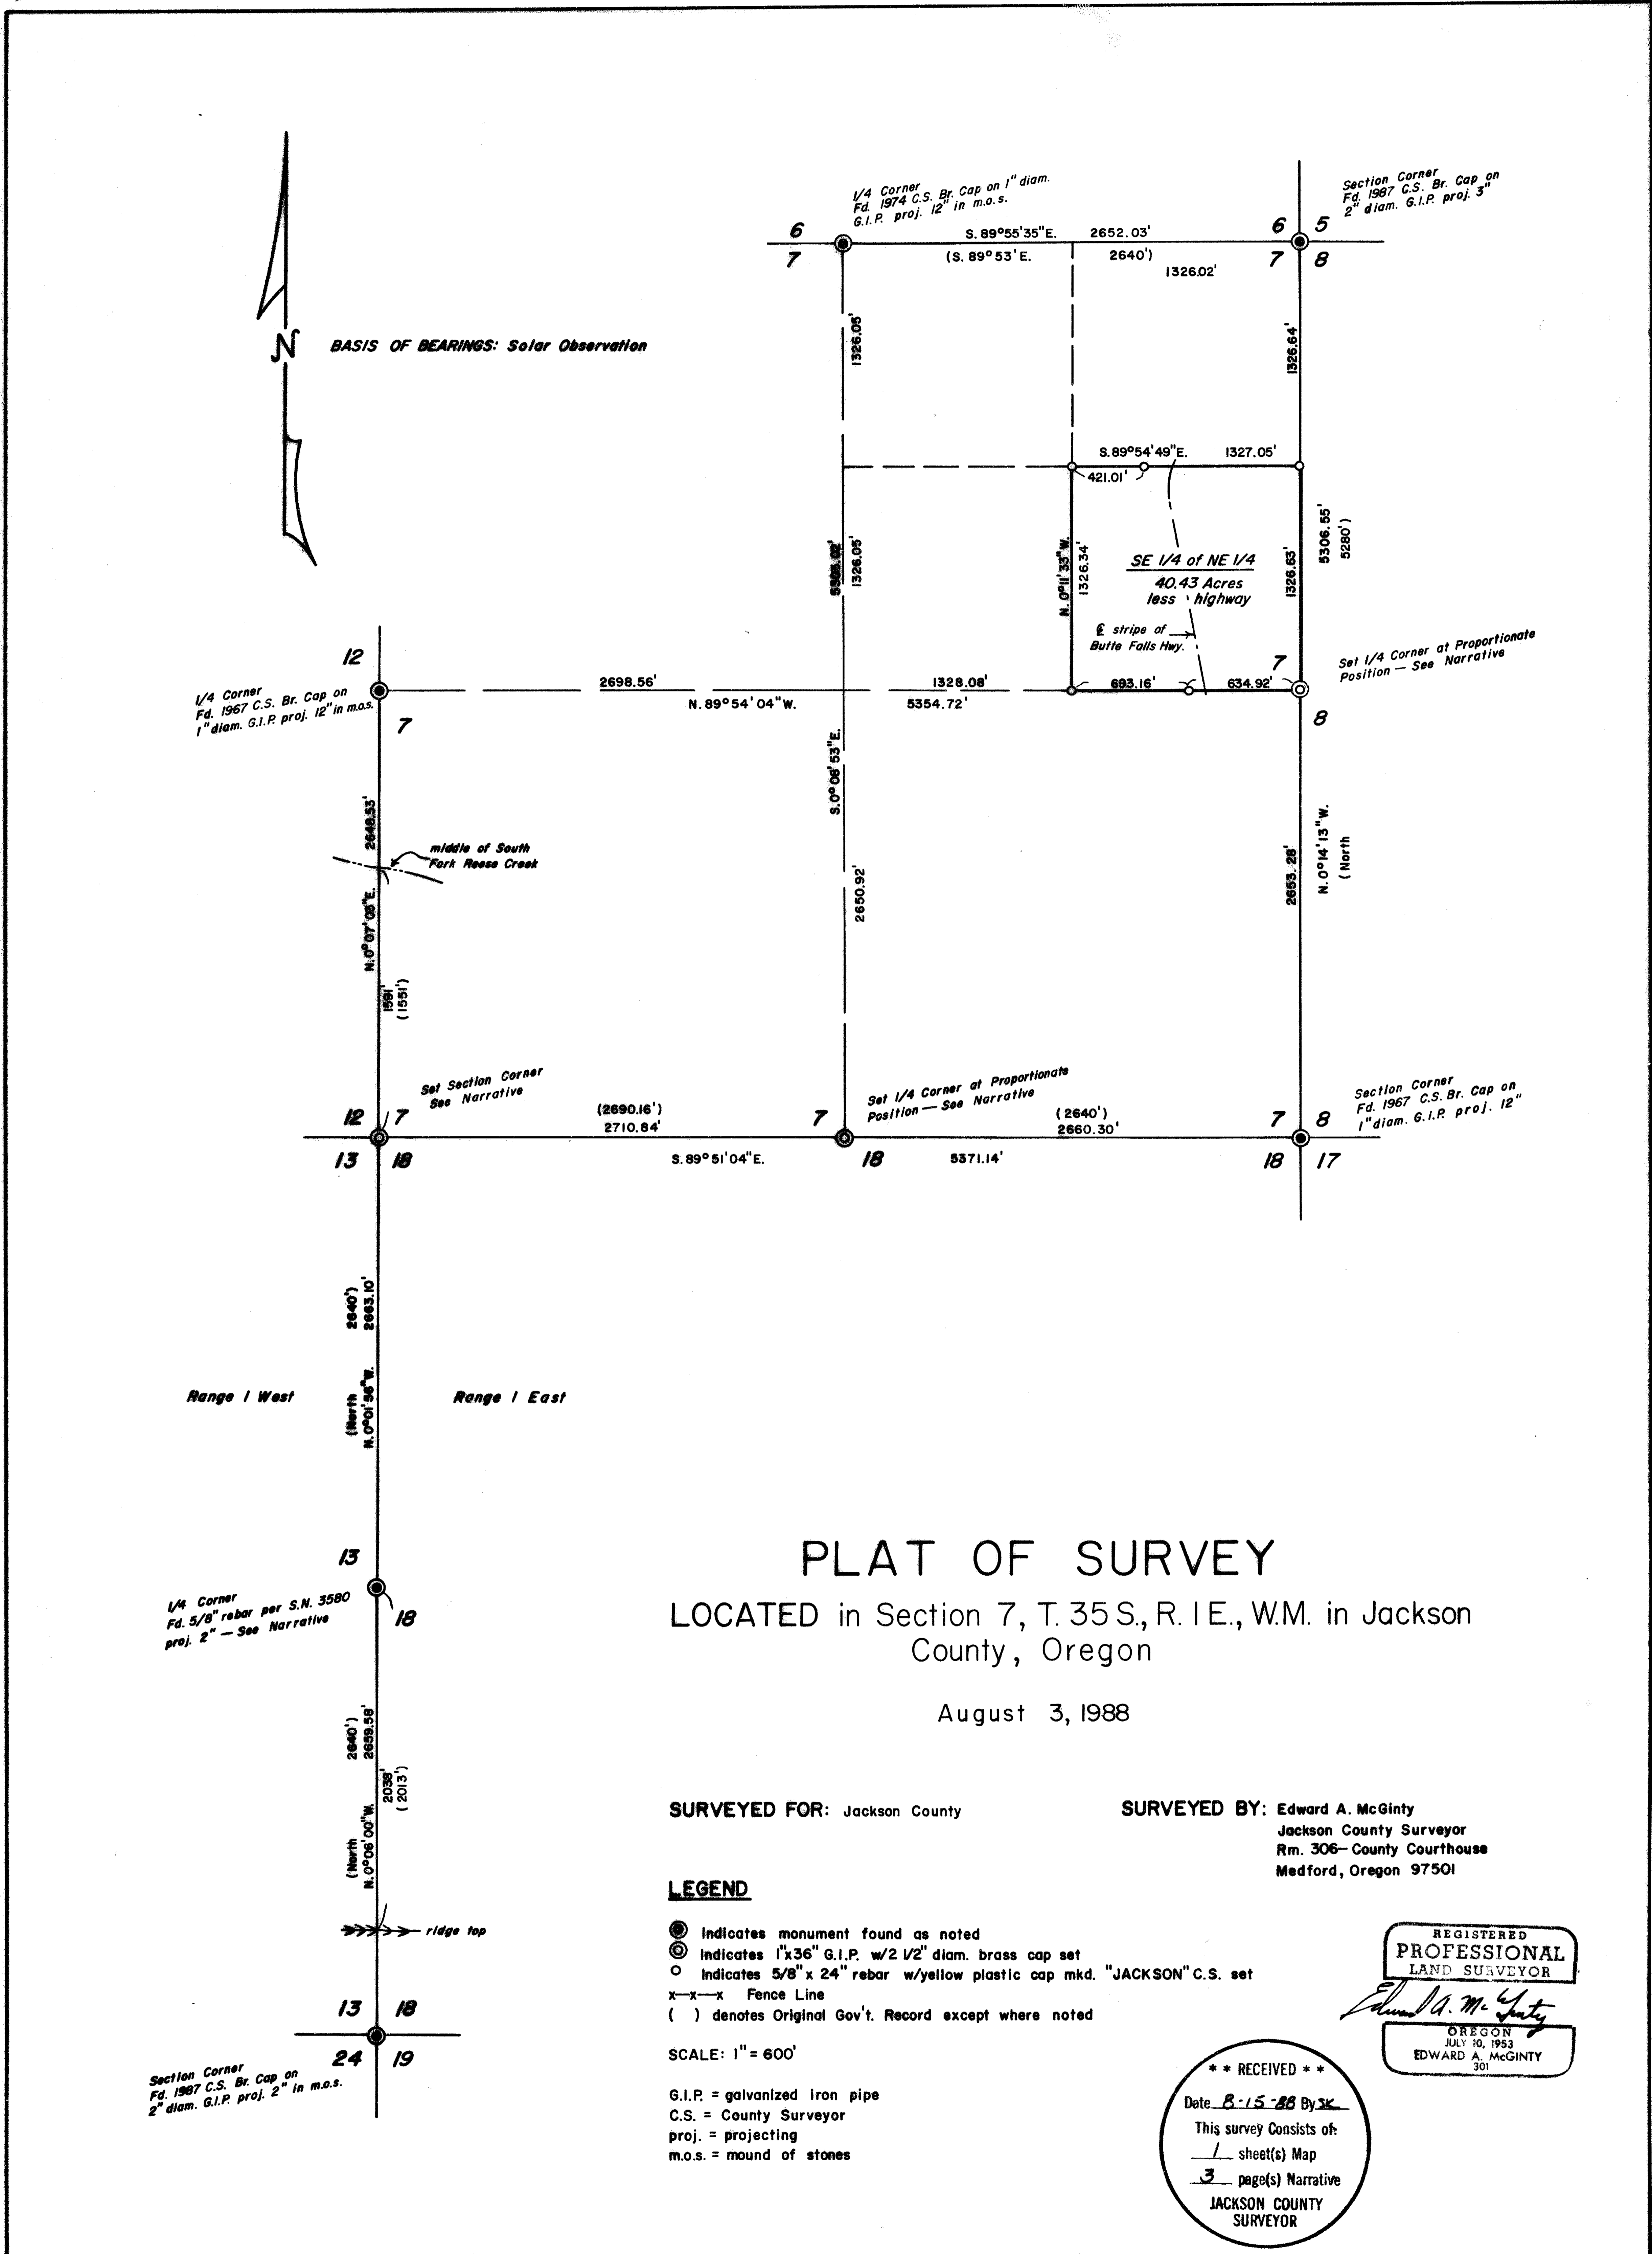 1/4 Corner
Fd. 1974 C.S. Br. Cap on 1" diam.
G.I.P. proj. 12" in m.o.s.
Section Corner
Fd. 1987 C.S. Br. Cap on
2" diam. G.I.P. proj. 3"
6
7
S. 89°55'35"E. 2652.03'
(S. 89°53'E. 2640')
1326.02'
6 5
7 8
N
BASIS OF BEARINGS: Solar Observation
1326.05'
1326.64'
S.89°54'49"E. 1327.05'
421.01'
1326.05'
N.0°11'33"W.
1326.34'
SE 1/4 of NE 1/4
40.43 Acres
less highway
℄ stripe of
Butte Falls Hwy.
1326.63'
5306.55'
5280')
12
7
1/4 Corner
Fd. 1967 C.S. Br. Cap on
1" diam. G.I.P. proj. 12" in m.o.s.
2698.56' 1328.08' 693.16' 634.92'
N. 89°54'04"W. 5354.72'
7
8
Set 1/4 Corner at Proportionate
Position — See Narrative
S.0°08'53"E.
2650.92'
2648.53'
N.0°07'03"E.
middle of South
Fork Reese Creek
1591'
(1551')
2653.28'
N.0°14'13"W.
(North
Set Section Corner
See Narrative
12 7
13 18
(2690.16')
2710.84'
S.89°51'04"E. 5371.14'
Set 1/4 Corner at Proportionate
Position — See Narrative
7
18
(2640')
2660.30'
7 8
18 17
Section Corner
Fd. 1967 C.S. Br. Cap on
1" diam. G.I.P. proj. 12"
2640')
2663.10'
(North
N.0°01'56"W.
Range 1 West
Range 1 East
13
18
1/4 Corner
Fd. 5/8" rebar per S.N. 3580
proj. 2" — See Narrative
2640')
2659.58'
2038'
(2013')
(North
N.0°06'00"W.
ridge top
13 18
24 19
Section Corner
Fd. 1987 C.S. Br. Cap on
2" diam. G.I.P. proj. 2" in m.o.s.
PLAT OF SURVEY
LOCATED in Section 7, T. 35 S., R. 1 E., W.M. in Jackson
County, Oregon
August 3, 1988
SURVEYED FOR: Jackson County
SURVEYED BY: Edward A. McGinty
Jackson County Surveyor
Rm. 306—County Courthouse
Medford, Oregon 97501
LEGEND
Indicates monument found as noted
Indicates 1"x36" G.I.P. w/2 1/2" diam. brass cap set
Indicates 5/8" x 24" rebar w/yellow plastic cap mkd. "JACKSON" C.S. set
x—x—x Fence Line
( ) denotes Original Gov't. Record except where noted
SCALE: 1" = 600'
G.I.P. = galvanized iron pipe
C.S. = County Surveyor
proj. = projecting
m.o.s. = mound of stones
REGISTERED
PROFESSIONAL
LAND SURVEYOR
Edward A. McGinty
OREGON
JULY 10, 1953
EDWARD A. McGINTY
301
* * RECEIVED * *
Date 8-15-88 By SK
This survey Consists of:
1 sheet(s) Map
3 page(s) Narrative
JACKSON COUNTY
SURVEYOR